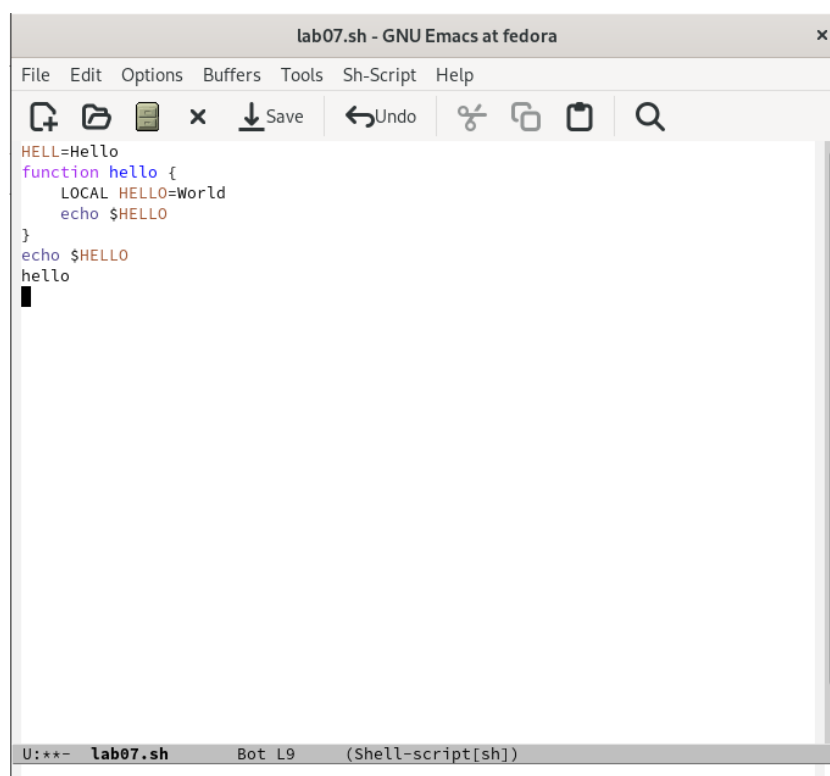 lab07.sh - GNU Emacs at fedora ×
File Edit Options Buffers Tools Sh-Script Help
Save Undo
HELL=Hello
function hello {
    LOCAL HELLO=World
    echo $HELLO
}
echo $HELLO
hello
U:**- lab07.sh Bot L9 (Shell-script[sh])